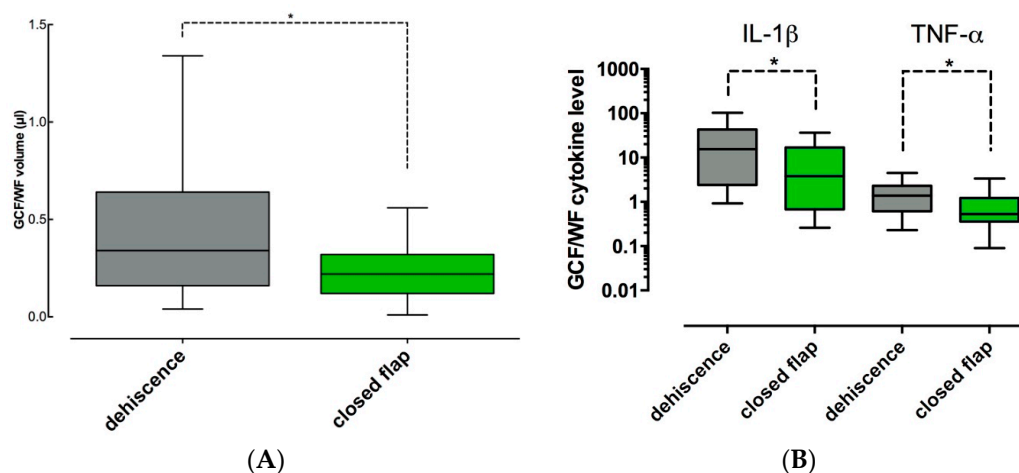 *
1.5
1.0
0.5
0.0
GCF/WF volume (µl)
dehiscence
closed flap
(A)
IL-1β
TNF-α
*
*
1000
100
10
1
0.1
0.01
GCF/WF cytokine level
dehiscence
closed flap
dehiscence
closed flap
(B)